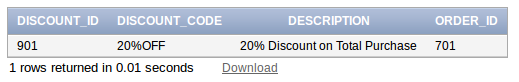 DISCOUNT_ID DISCOUNT_CODE DESCRIPTION ORDER_ID
901 20%OFF 20% Discount on Total Purchase 701
1 rows returned in 0.01 seconds Download